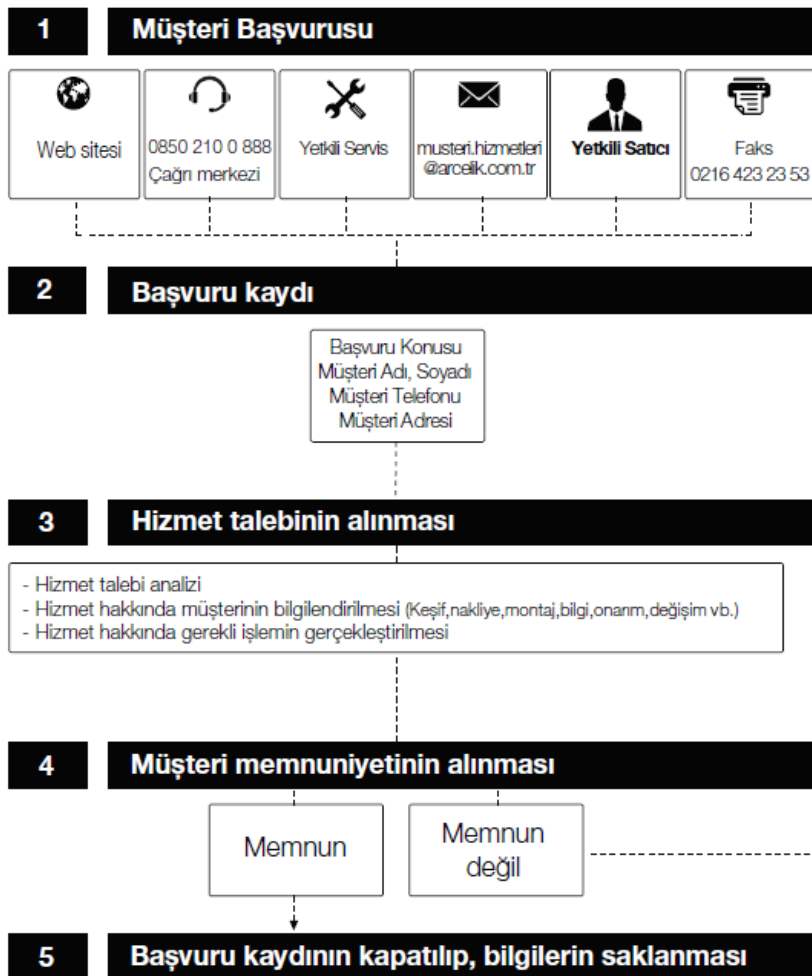 1 Müşteri Başvurusu
Web sitesi
0850 210 0 888
Çağrı merkezi
Yetkili Servis
musteri.hizmetleri
@arcelik.com.tr
Yetkili Satıcı
Faks
0216 423 23 53
2 Başvuru kaydı
Başvuru Konusu
Müşteri Adı, Soyadı
Müşteri Telefonu
Müşteri Adresi
3 Hizmet talebinin alınması
- Hizmet talebi analizi
- Hizmet hakkında müşterinin bilgilendirilmesi (Keşif,nakliye,montaj,bilgi,onarım,değişim vb.)
- Hizmet hakkında gerekli işlemin gerçekleştirilmesi
4 Müşteri memnuniyetinin alınması
Memnun
Memnun
değil
5 Başvuru kaydının kapatılıp, bilgilerin saklanması